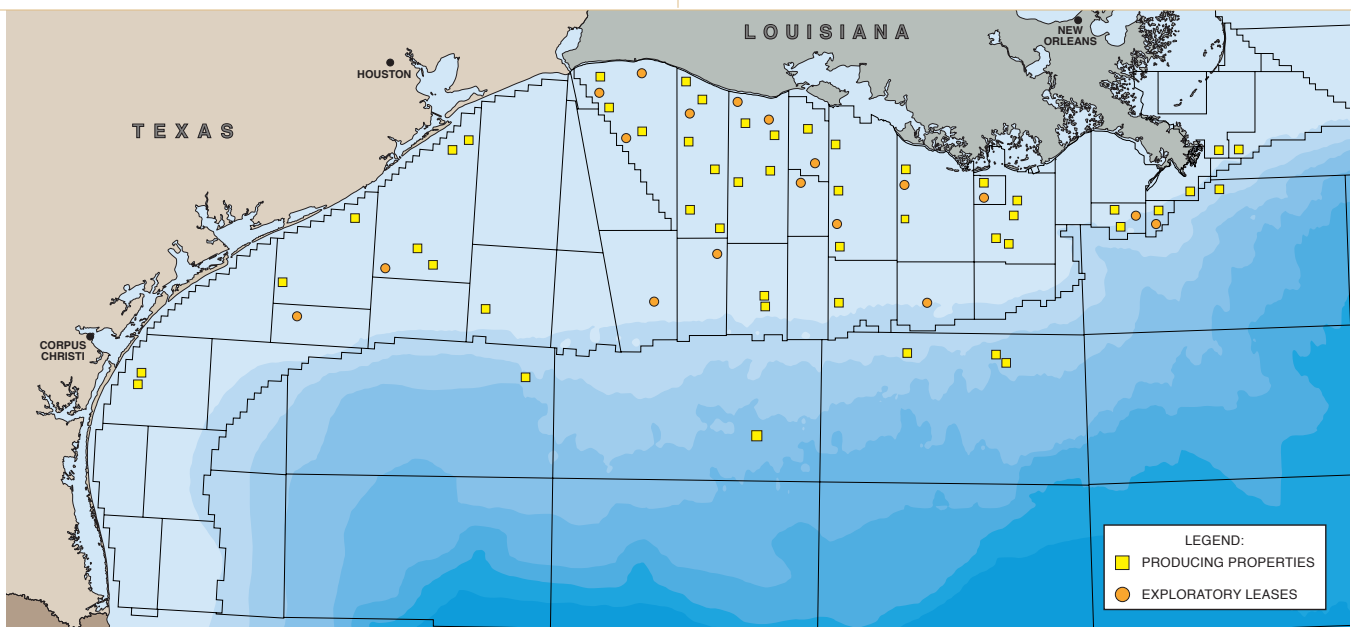 LOUISIANA
NEW
ORLEANS
HOUSTON
TEXAS
CORPUS
CHRISTI
LEGEND:
PRODUCING PROPERTIES
EXPLORATORY LEASES